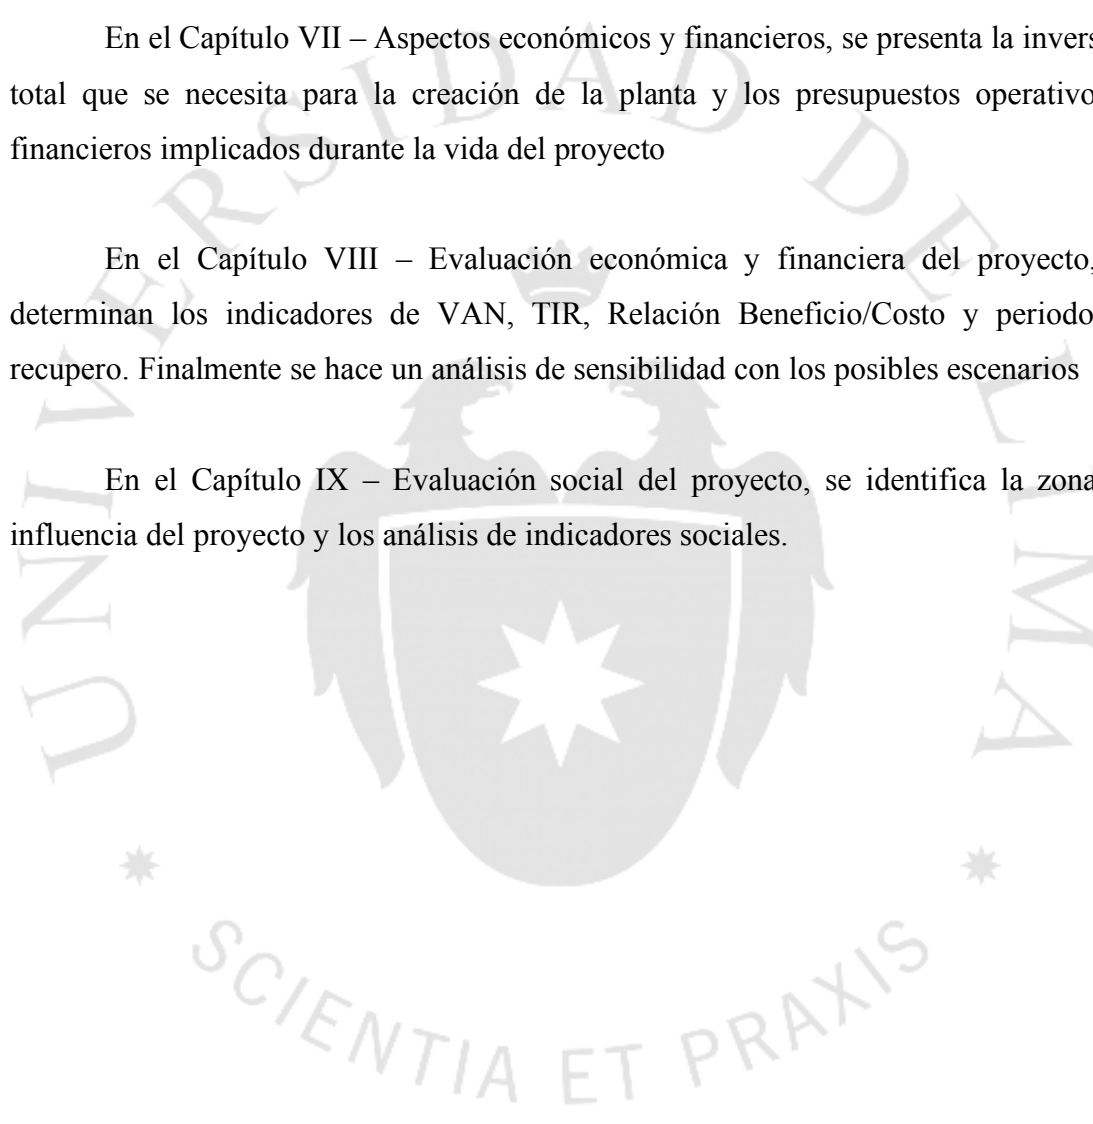 En el Capítulo VII – Aspectos económicos y financieros, se presenta la invers
total que se necesita para la creación de la planta y los presupuestos operativo
financieros implicados durante la vida del proyecto
En el Capítulo VIII – Evaluación económica y financiera del proyecto,
determinan los indicadores de VAN, TIR, Relación Beneficio/Costo y periodo
recupero. Finalmente se hace un análisis de sensibilidad con los posibles escenarios
En el Capítulo IX – Evaluación social del proyecto, se identifica la zona
influencia del proyecto y los análisis de indicadores sociales.
UNIVERSIDAD DE LIMA
SCIENTIA ET PRAXIS